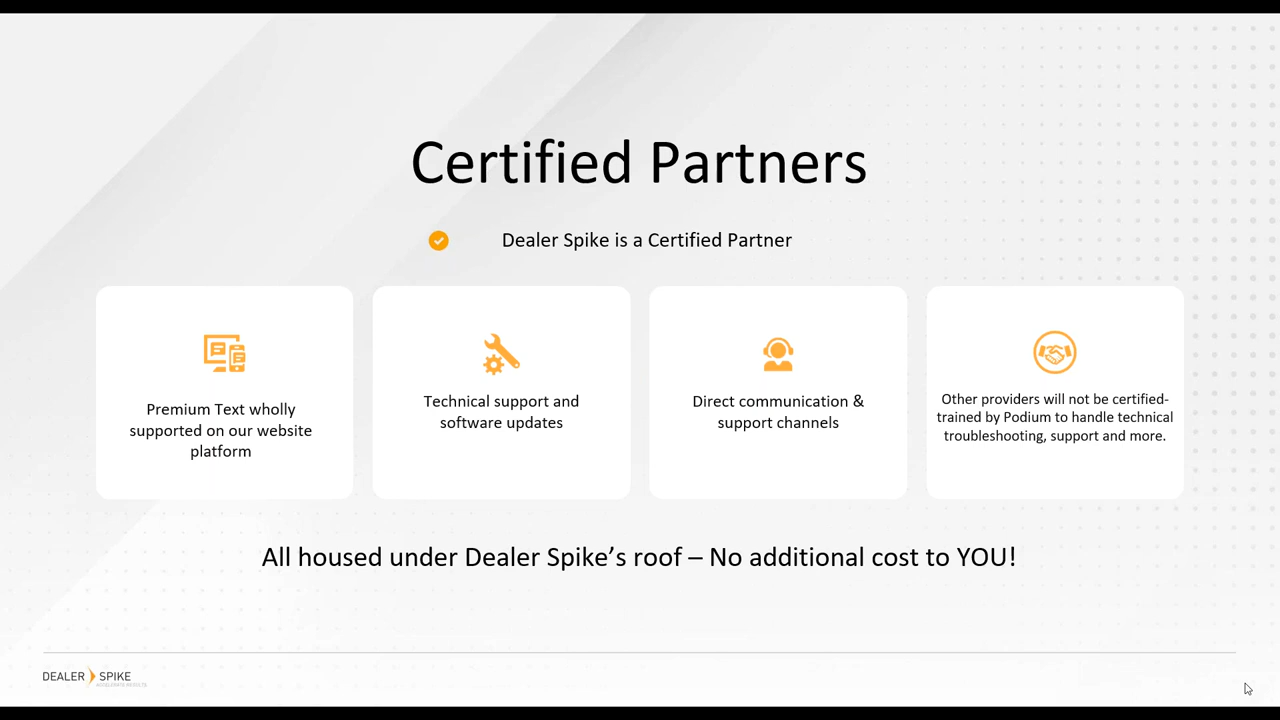 Certified Partners
Dealer Spike is a Certified Partner
Premium Text wholly
supported on our website
platform
Technical support and
software updates
Direct communication &
support channels
Other providers will not be certified-
trained by Podium to handle technical
troubleshooting, support and more.
All housed under Dealer Spike’s roof – No additional cost to YOU!
DEALER SPIKE
ACCELERATE RESULTS